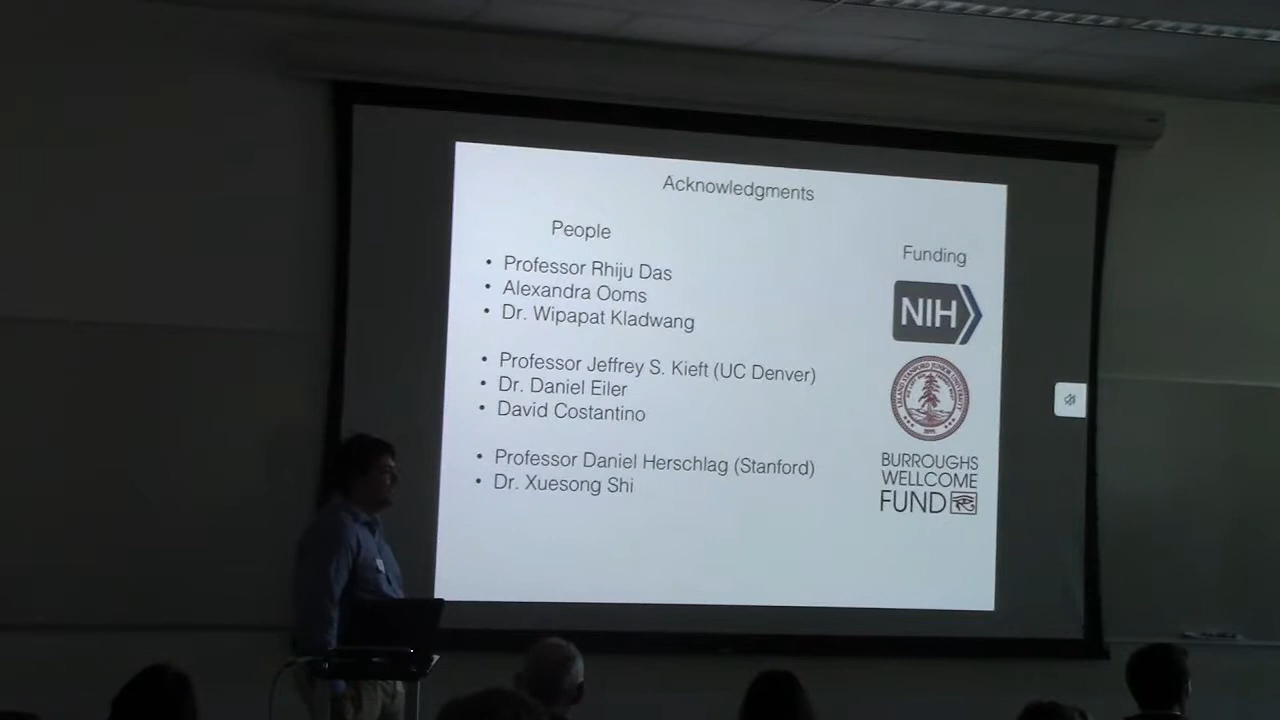 Acknowledgments
People
• Professor Rhiju Das
• Alexandra Ooms
• Dr. Wipapat Kladwang
• Professor Jeffrey S. Kieft (UC Denver)
• Dr. Daniel Eiler
• David Costantino
• Professor Daniel Herschlag (Stanford)
• Dr. Xuesong Shi
Funding
NIH
BURROUGHS
WELLCOME
FUND